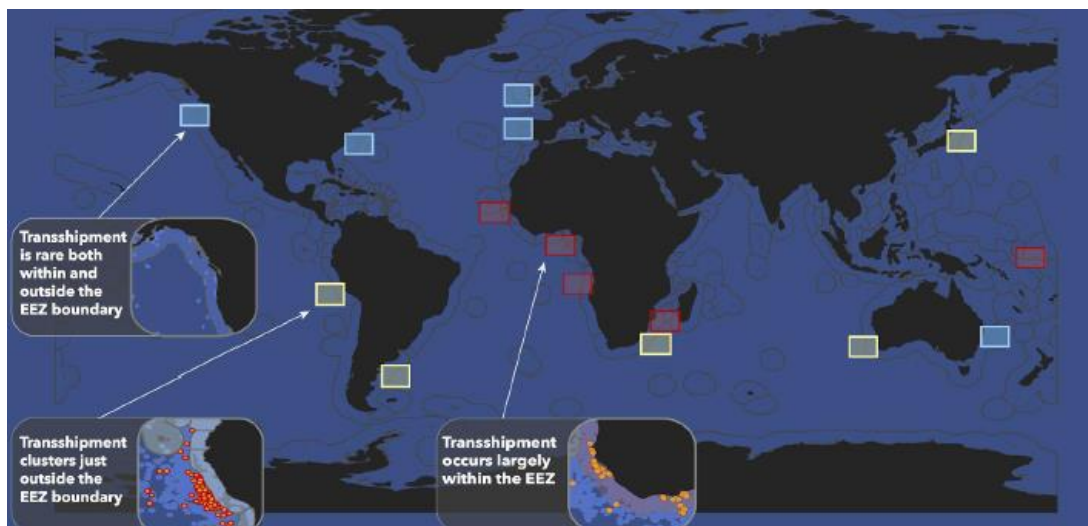 Transshipment
is rare both
within and
outside the
EEZ boundary
Transshipment
clusters just
outside the
EEZ boundary
Transshipment
occurs largely
within the EEZ